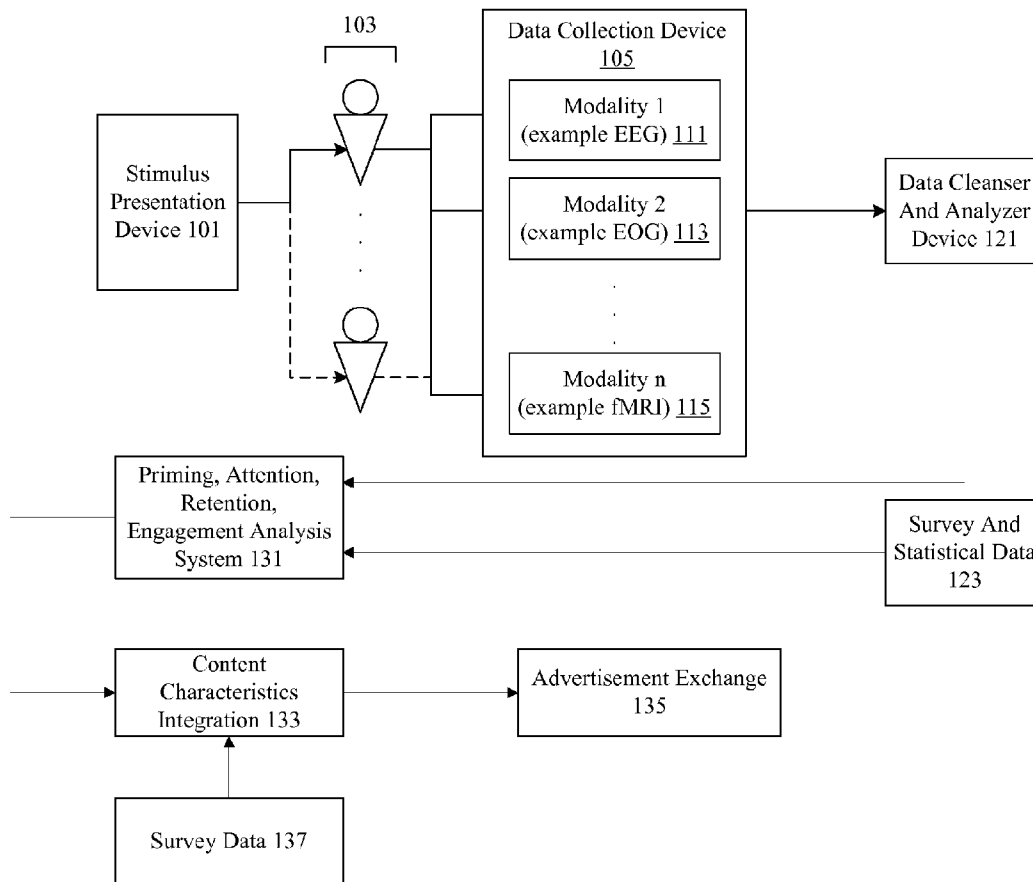 103
Stimulus
Presentation
Device 101
Data Collection Device
105
Modality 1
(example EEG) 111
Modality 2
(example EOG) 113
Modality n
(example fMRI) 115
Data Cleanser
And Analyzer
Device 121
Priming, Attention,
Retention,
Engagement Analysis
System 131
Survey And
Statistical Data
123
Content
Characteristics
Integration 133
Advertisement Exchange
135
Survey Data 137